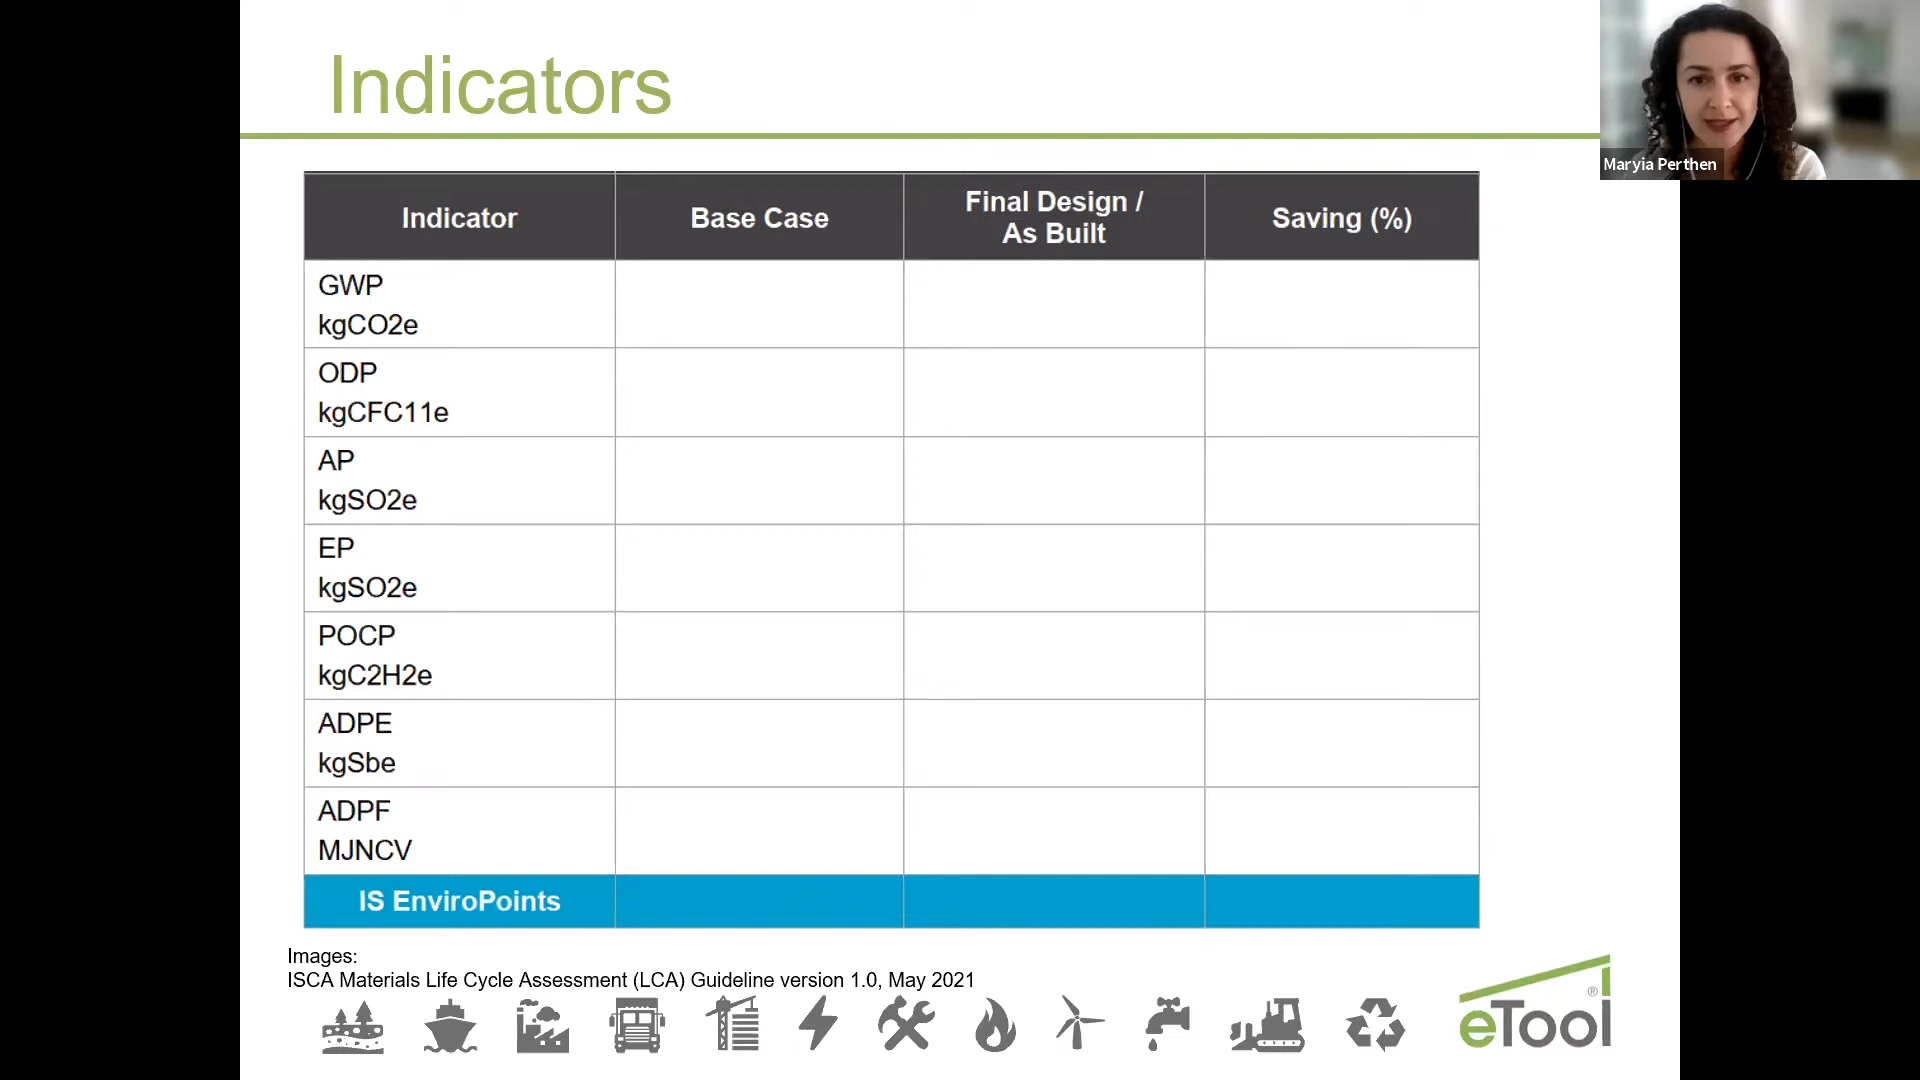 Indicators
Maryia Perthen
Indicator
Base Case
Final Design /
As Built
Saving (%)
GWP
kgCO2e
ODP
kgCFC11e
AP
kgSO2e
EP
kgSO2e
POCP
kgC2H2e
ADPE
kgSbe
ADPF
MJNCV
IS EnviroPoints
Images:
ISCA Materials Life Cycle Assessment (LCA) Guideline version 1.0, May 2021
eTool®